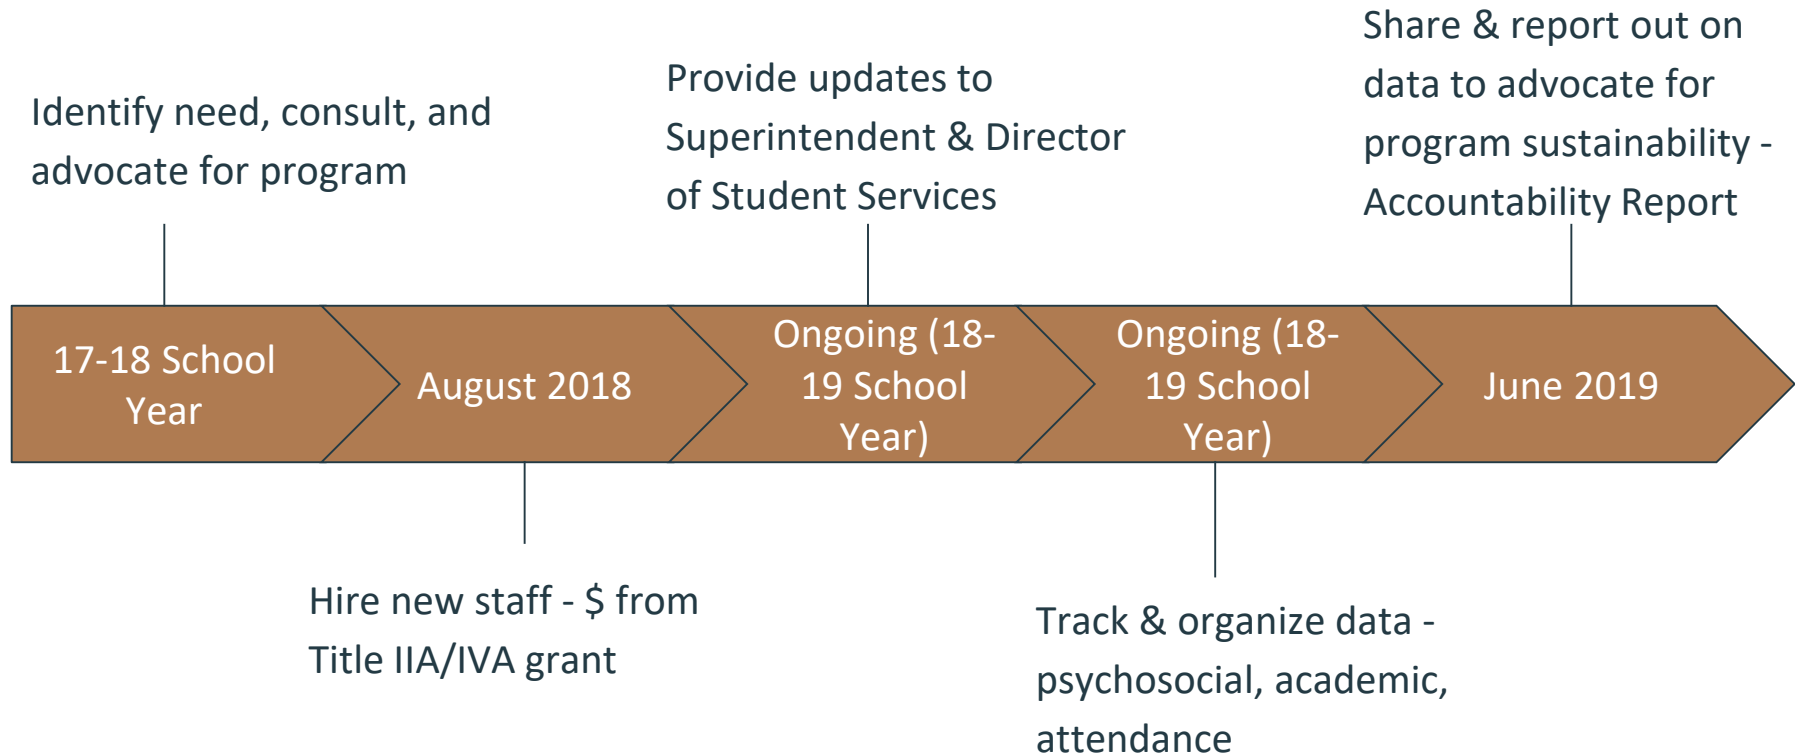 Identify need, consult, and
advocate for program
Provide updates to
Superintendent & Director
of Student Services
Share & report out on
data to advocate for
program sustainability -
Accountability Report
17-18 School
Year
August 2018
Ongoing (18-
19 School
Year)
Ongoing (18-
19 School
Year)
June 2019
Hire new staff - $ from
Title IIA/IVA grant
Track & organize data -
psychosocial, academic,
attendance